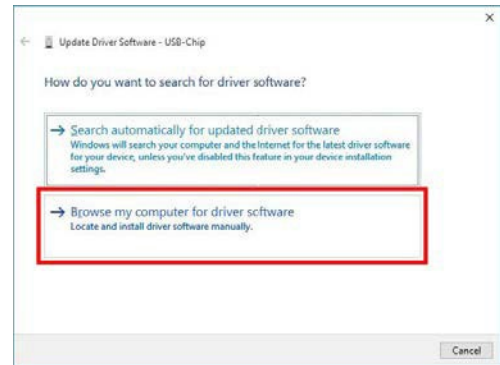 Update Driver Software - USB-Chip
How do you want to search for driver software?
Search automatically for updated driver software
Windows will search your computer and the Internet for the latest driver software
for your device, unless you've disabled this feature in your device installation
settings.
Browse my computer for driver software
Locate and install driver software manually.
Cancel